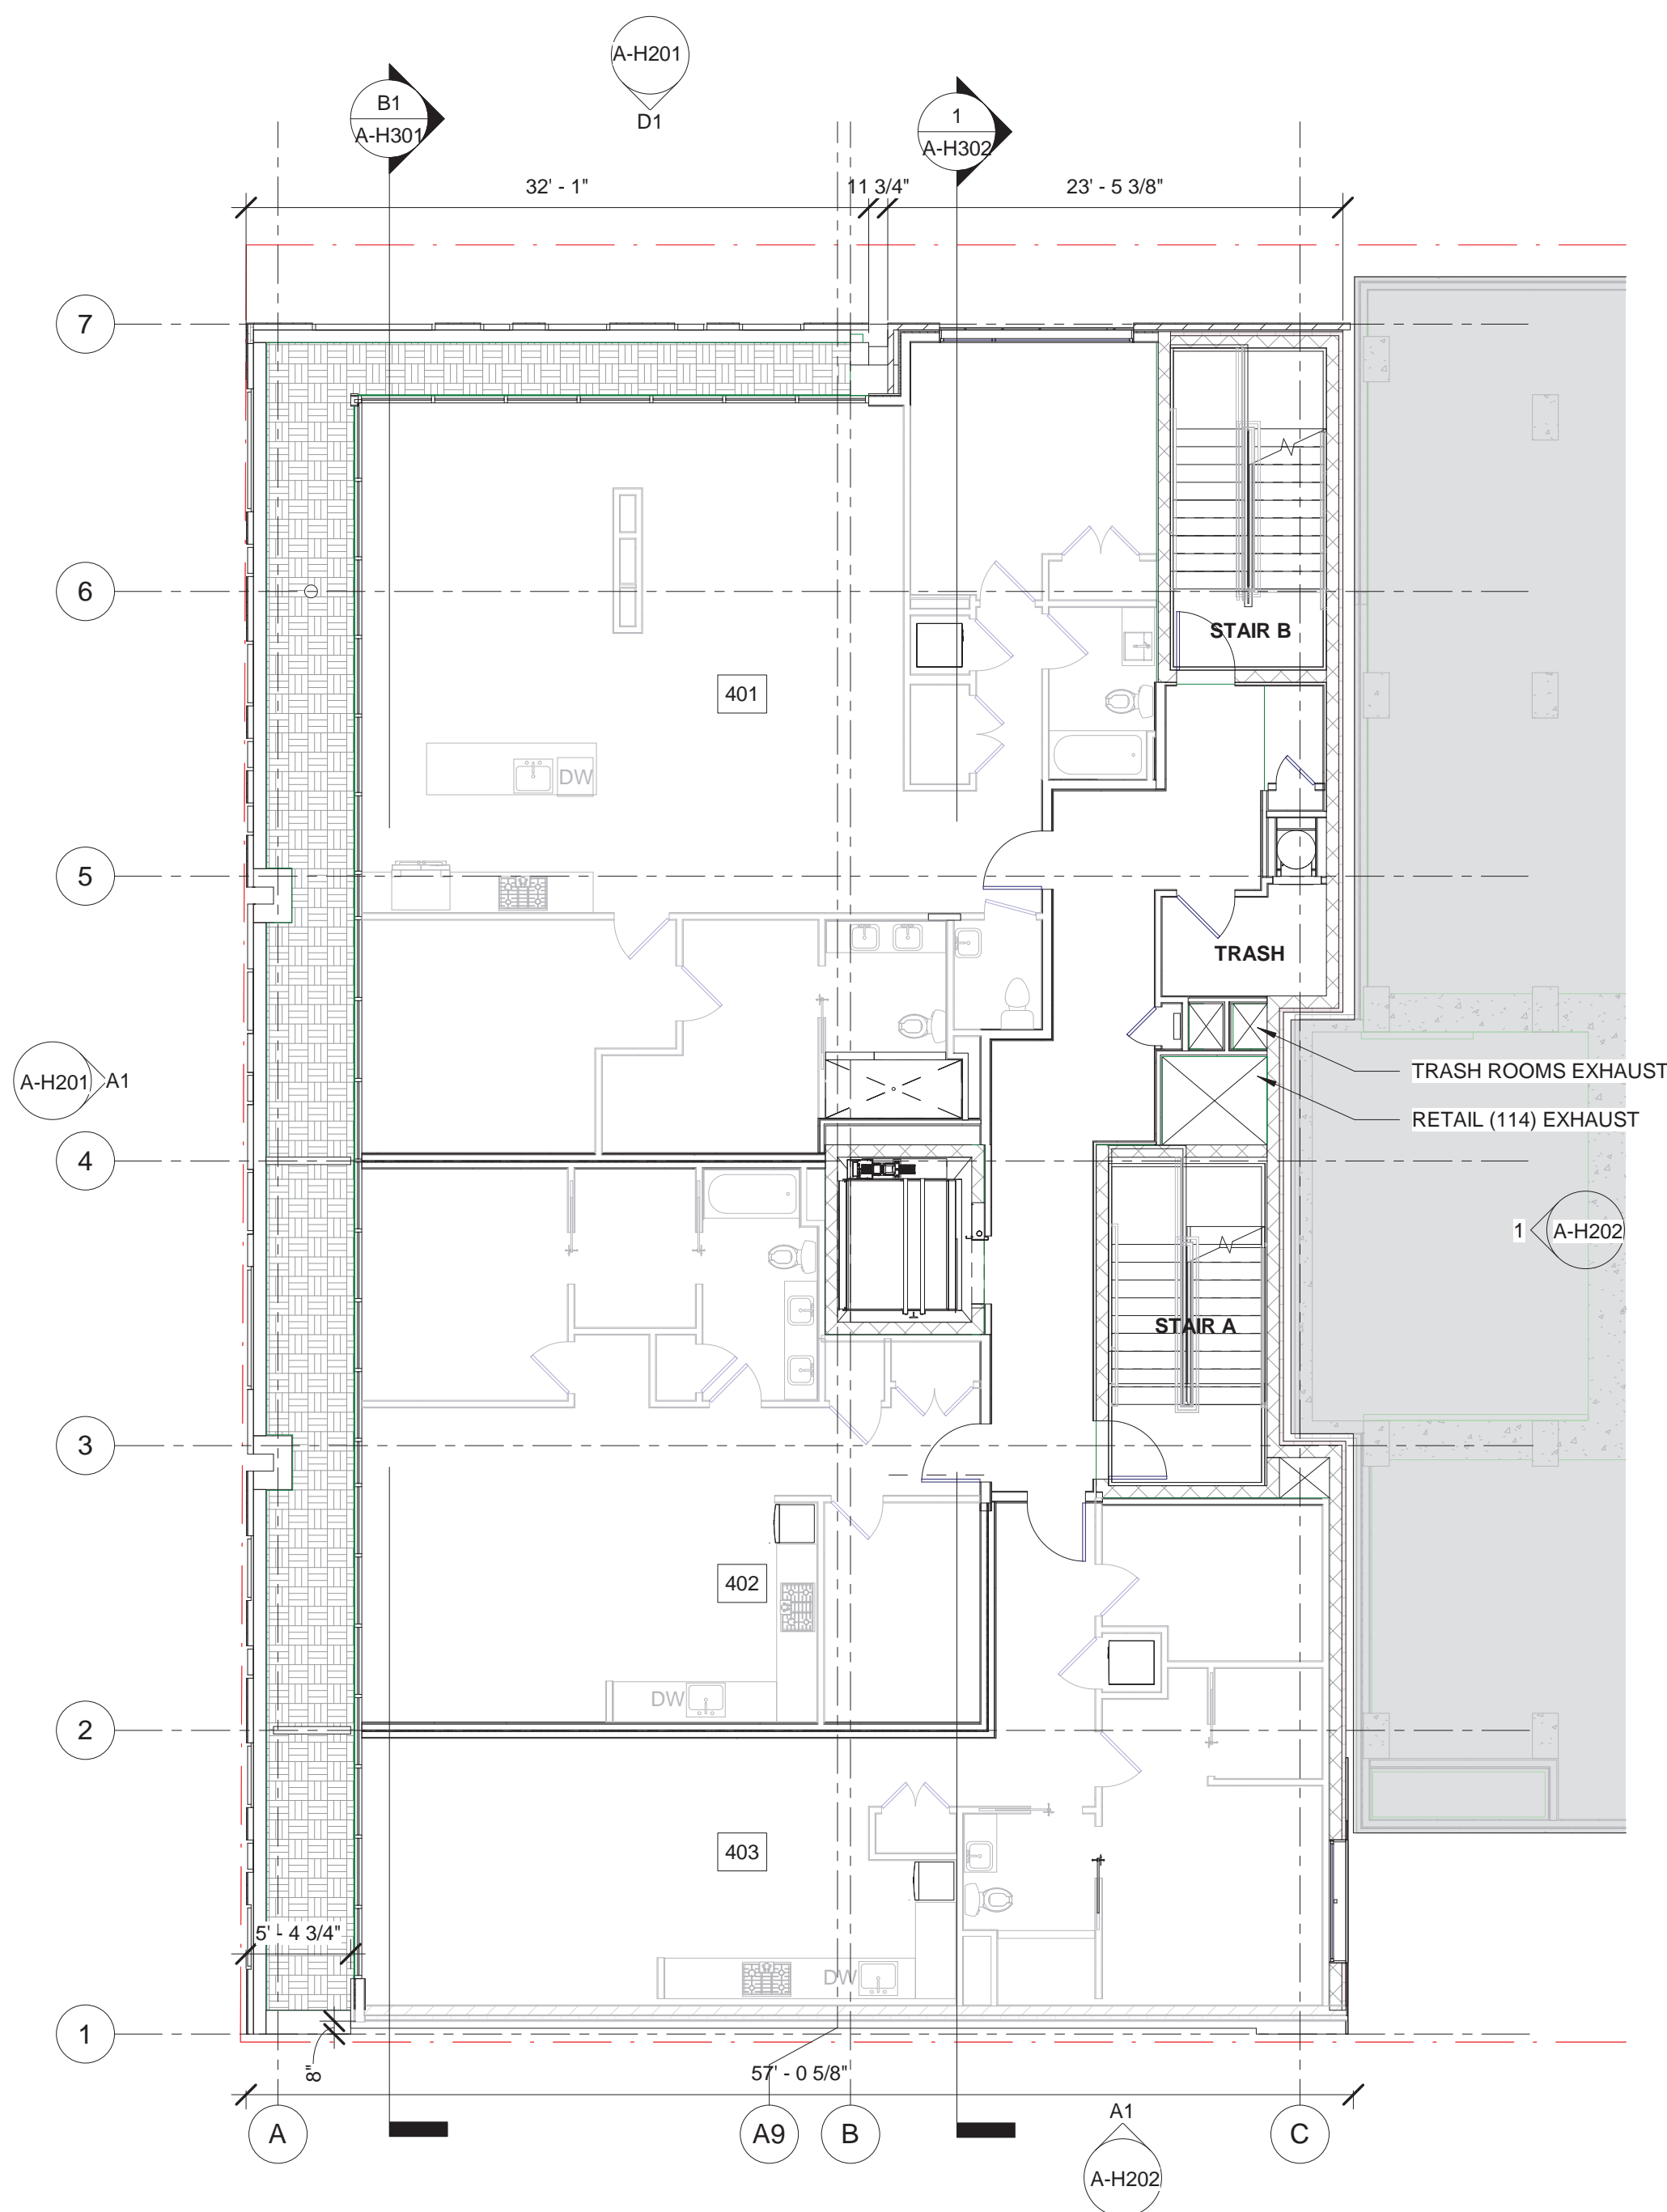 A-H201
D1
B1
A-H301
1
A-H302
32' - 1"
11 3/4"
23' - 5 3/8"
7
6
STAIR B
401
DW
5
TRASH
TRASH ROOMS EXHAUST
A-H201
A1
RETAIL (114) EXHAUST
4
1
A-H202
STAIR A
3
402
DW
2
403
5' - 4 3/4"
DW
1
8"
57' - 0 5/8"
A
A9
B
C
A1
A-H202